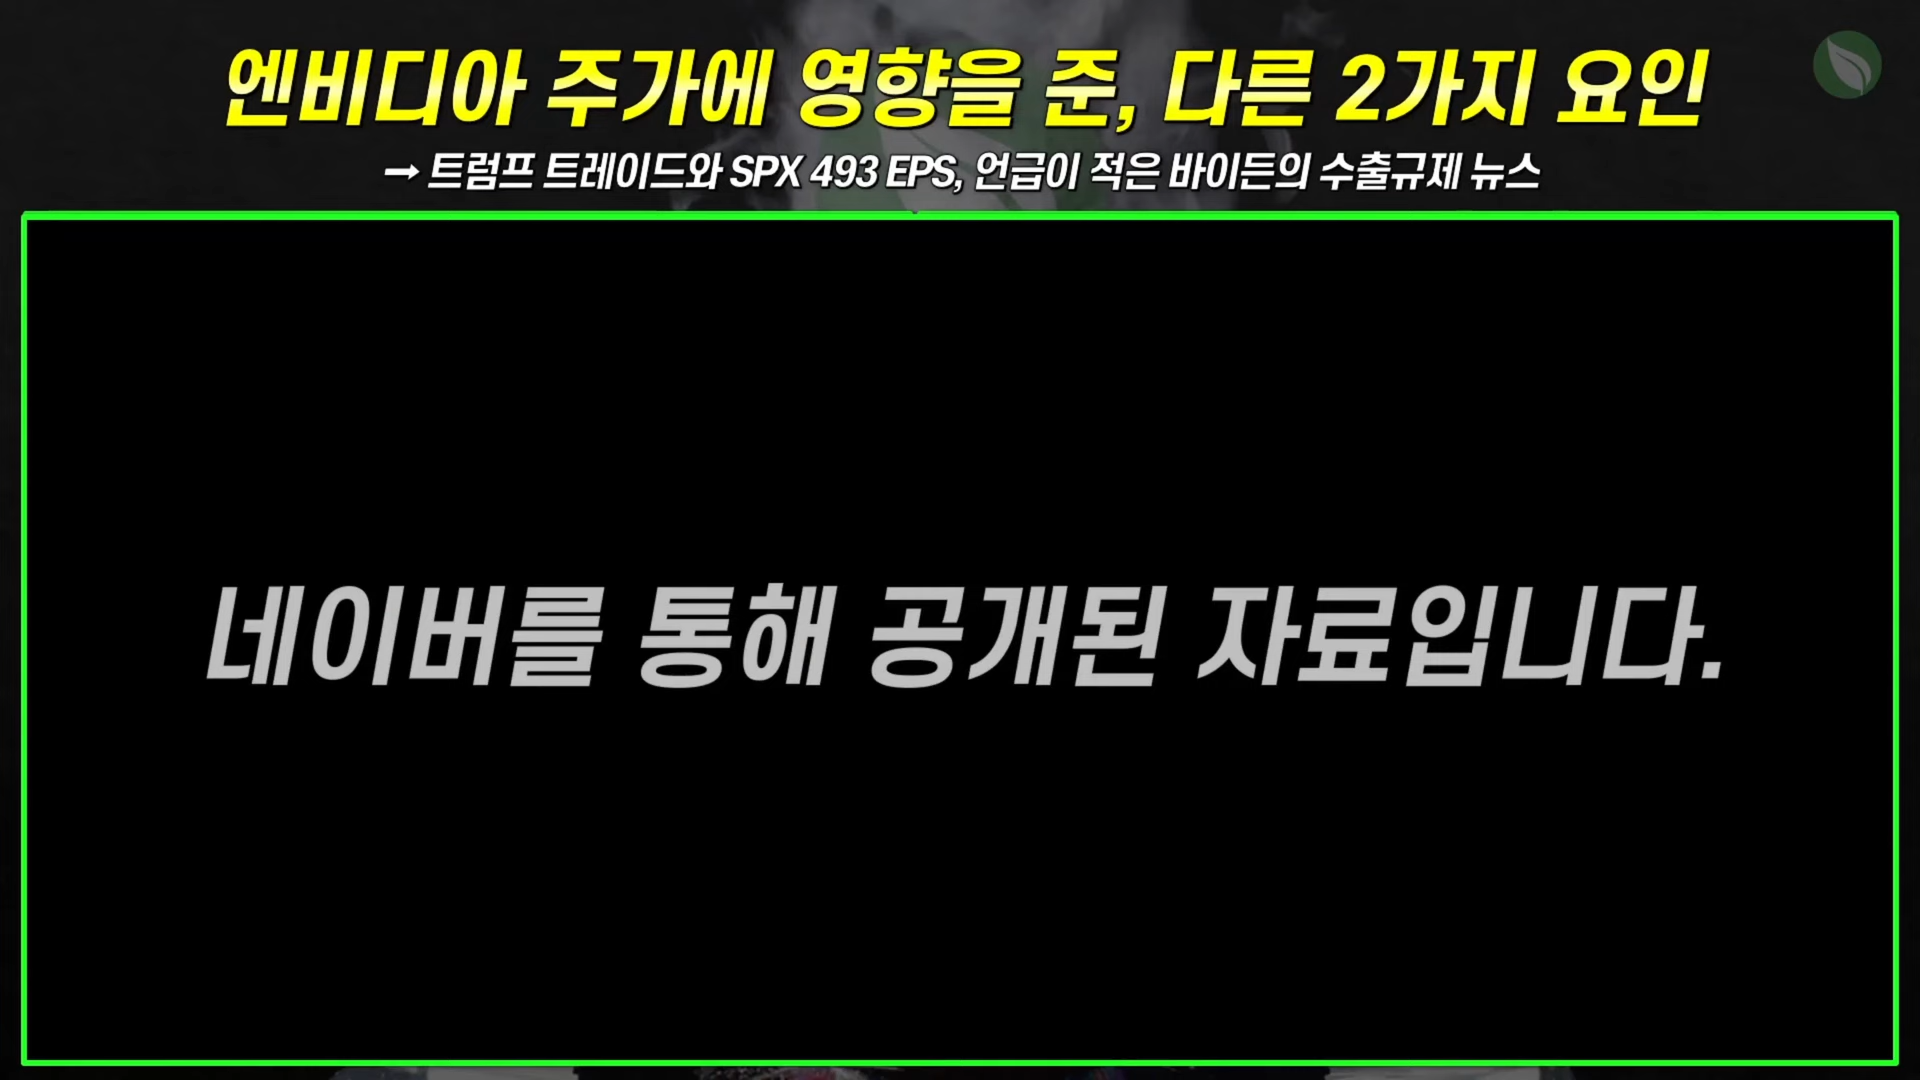 엔비디아 주가에 영향을 준, 다른 2가지 요인
→ 트럼프 트레이드와 SPX 493 EPS, 언급이 적은 바이든의 수출규제 뉴스
네이버를 통해 공개된 자료입니다.